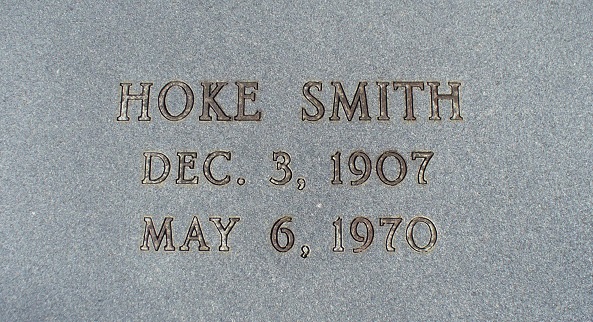 HOKE SMITH
DEC. 3, 1907
MAY 6, 1970